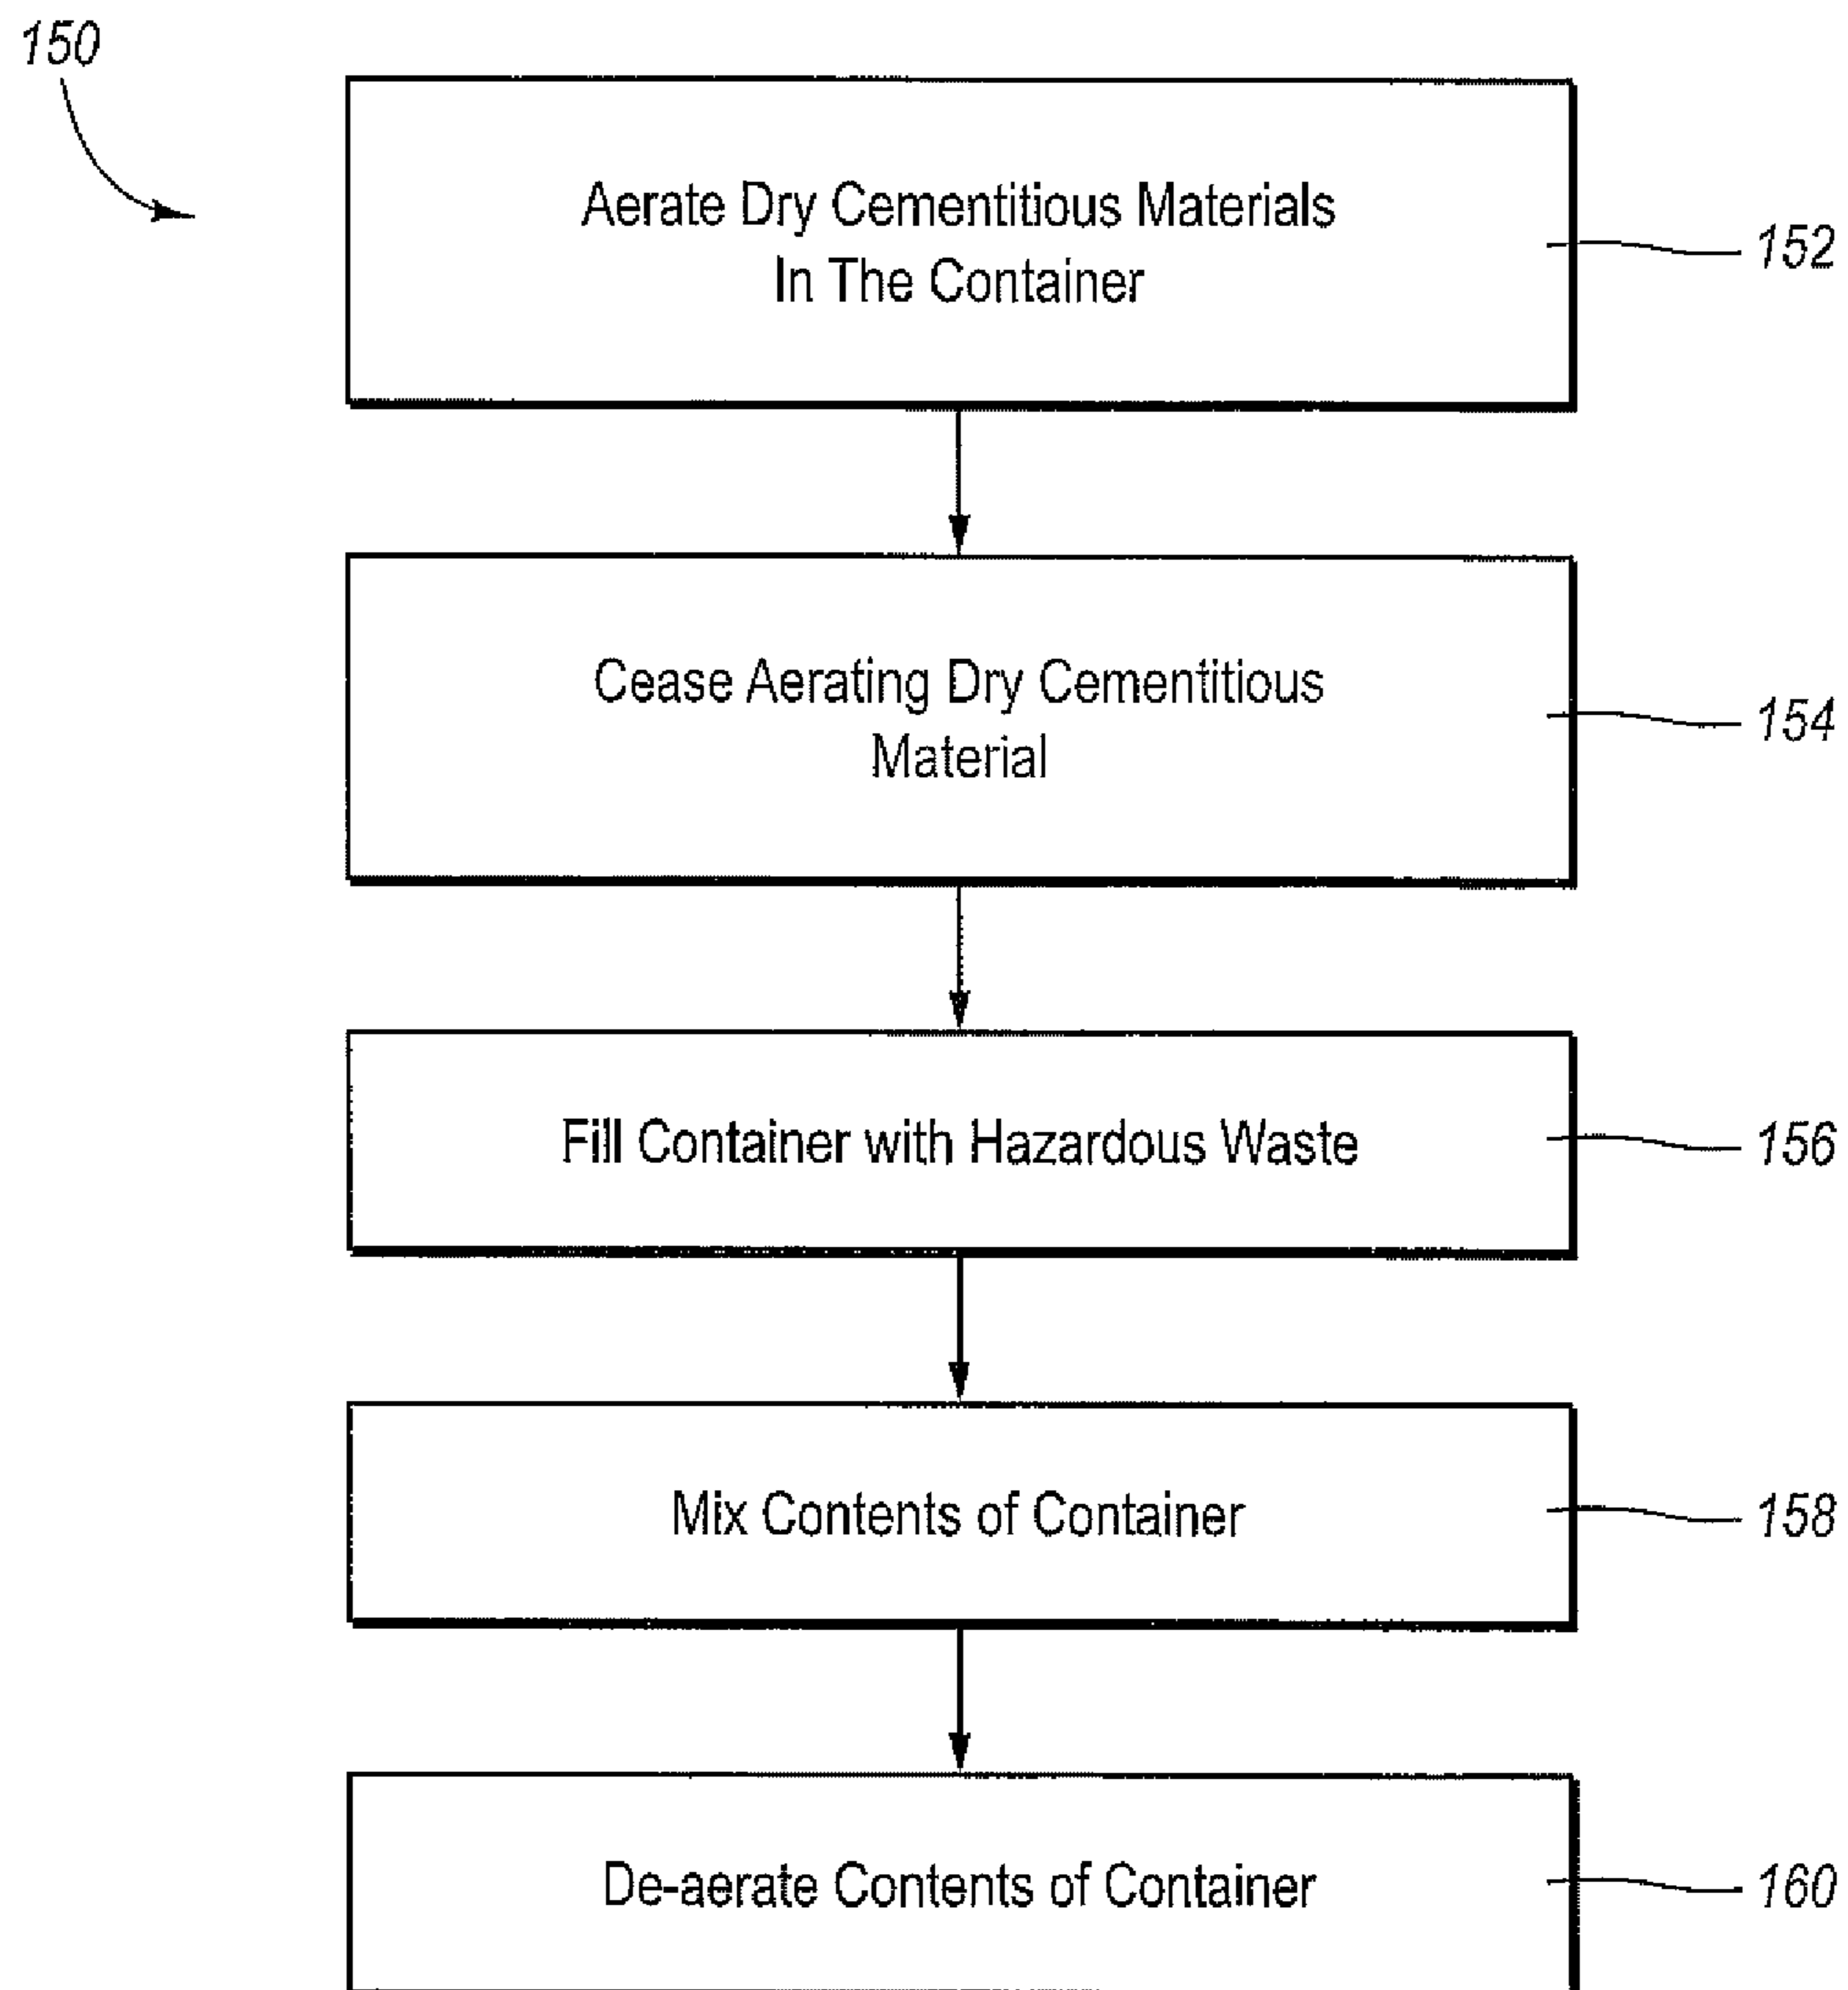 150
Aerate Dry Cementitious Materials
In The Container
152
Cease Aerating Dry Cementitious
Material
154
Fill Container with Hazardous Waste
156
Mix Contents of Container
158
De-aerate Contents of Container
160